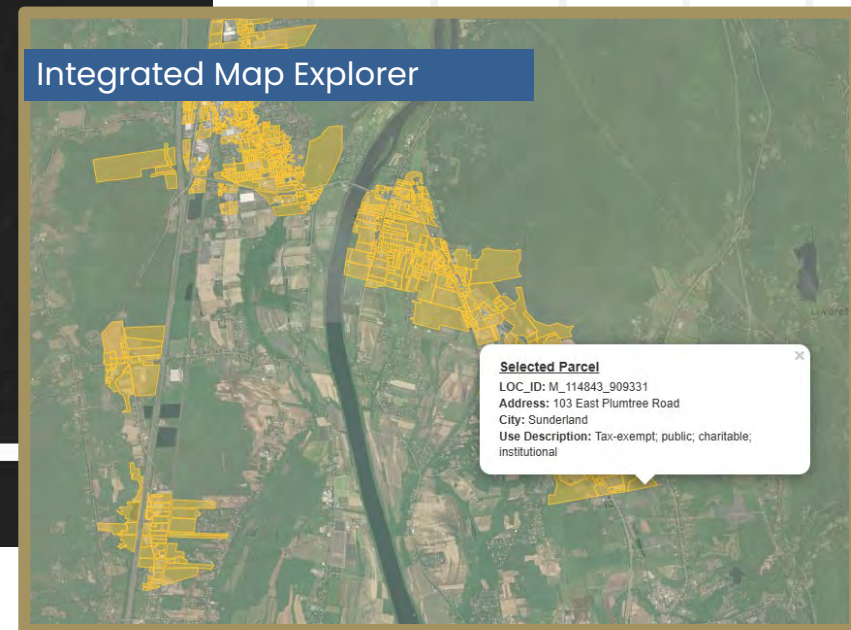 Integrated Map Explorer
Leverett
×
Selected Parcel
LOC_ID: M_114843_909331
Address: 103 East Plumtree Road
City: Sunderland
Use Description: Tax-exempt; public; charitable;
institutional